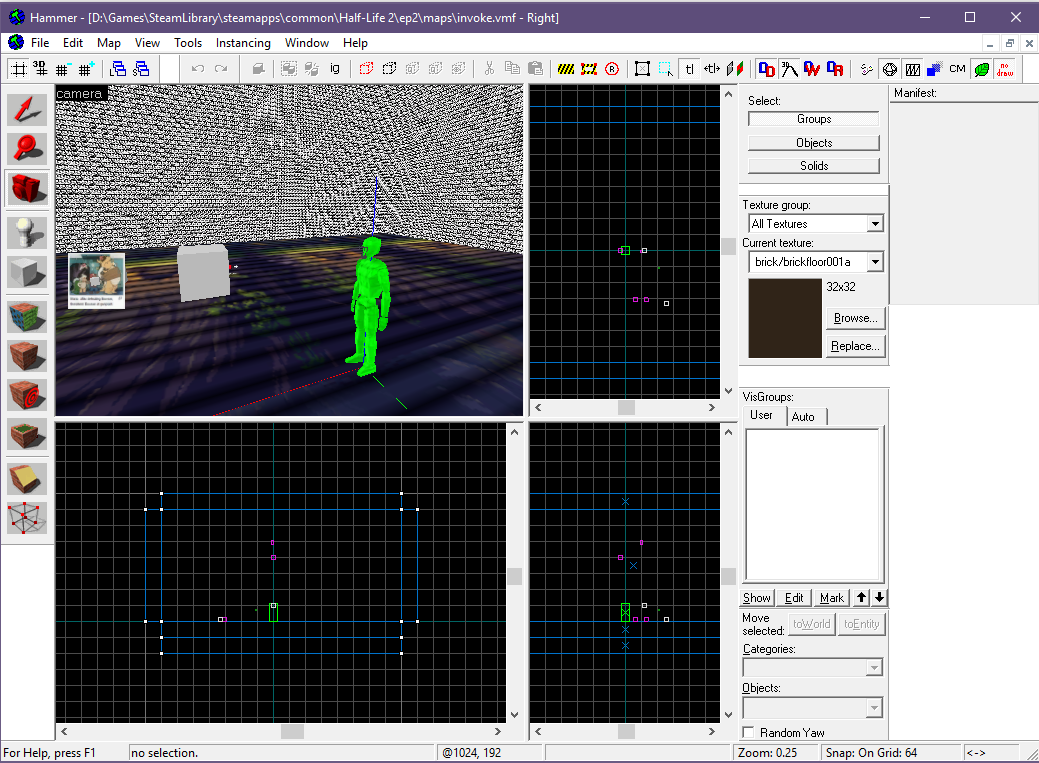 Hammer - [D:\Games\SteamLibrary\steamapps\common\Half-Life 2\ep2\maps\invoke.vmf - Right]
File Edit Map View Tools Instancing Window Help
3D L S ig R tl CM no draw
camera
Select:
Groups
Objects
Solids
Manifest:
Texture group:
All Textures
Current texture:
brick/brickfloor001a
32x32
Browse...
Replace...
VisGroups:
User Auto
Show Edit Mark
Move selected:
toWorld toEntity
Categories:
Objects:
Random Yaw
For Help, press F1 no selection. @1024, 192 Zoom: 0.25 Snap: On Grid: 64 <->